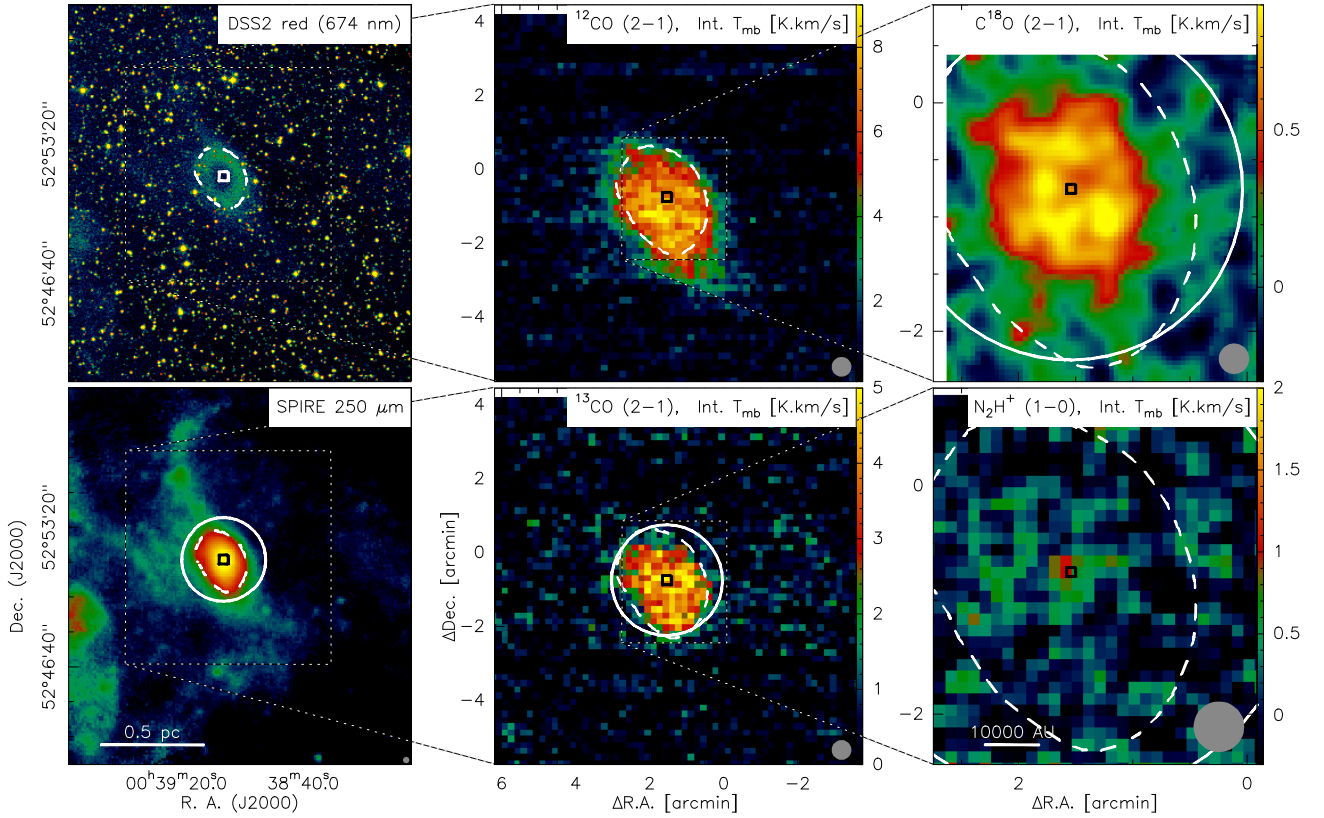 DSS2 red (674 nm)
52°53'20"
52°46'40"
¹²CO (2−1), Int. T_mb [K.km/s]
4
2
0
−2
−4
8
6
4
2
C¹⁸O (2−1), Int. T_mb [K.km/s]
0
−2
0.5
0
SPIRE 250 μm
Dec. (J2000)
52°53'20"
52°46'40"
0.5 pc
00ʰ39ᵐ20ˢ.0 38ᵐ40ˢ.0
R. A. (J2000)
¹³CO (2−1), Int. T_mb [K.km/s]
ΔDec. [arcmin]
4
2
0
−2
−4
5
4
3
2
1
0
6 4 2 0 −2
ΔR.A. [arcmin]
N₂H⁺ (1−0), Int. T_mb [K.km/s]
0
−2
2
1.5
1
0.5
0
10000 AU
2 0
ΔR.A. [arcmin]